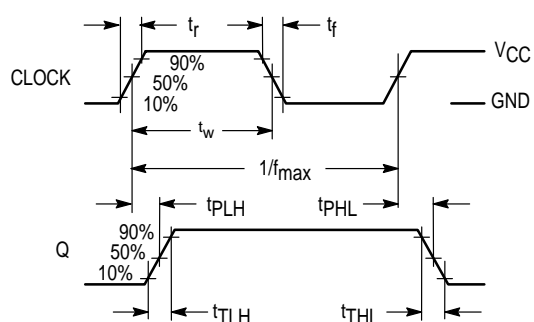 tr
tf
CLOCK
90%
50%
10%
VCC
GND
tw
1/fmax
tPLH
tPHL
Q
90%
50%
10%
tTLH
tTHL